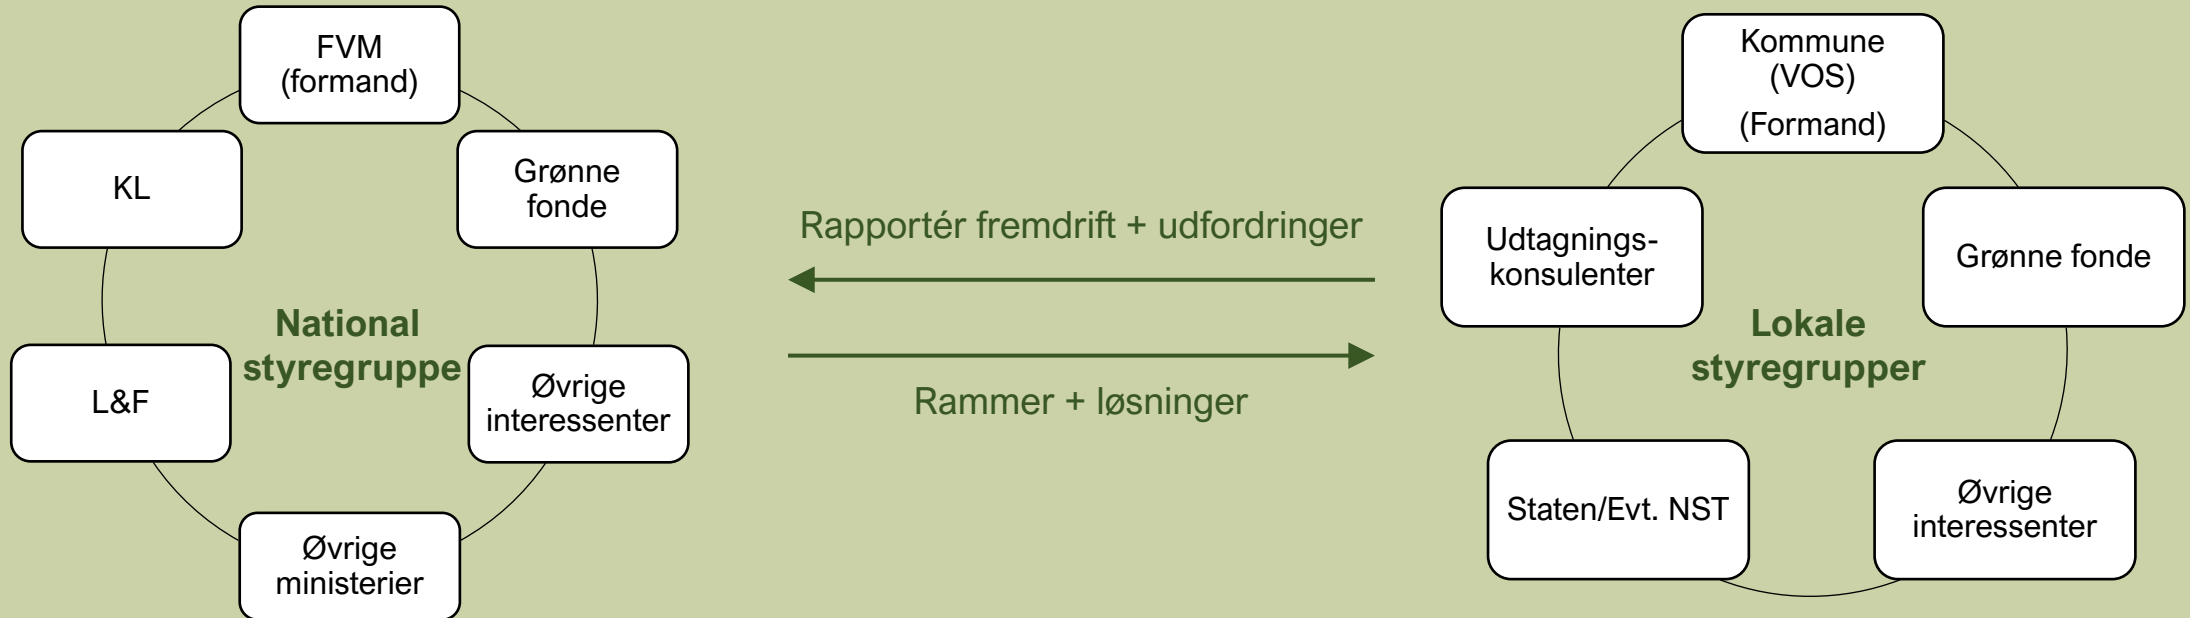 FVM
(formand)
KL
Grønne
fonde
National
styregruppe
L&F
Øvrige
interessenter
Øvrige
ministerier
Rapportér fremdrift + udfordringer
Rammer + løsninger
Kommune
(VOS)
(Formand)
Udtagnings-
konsulenter
Grønne fonde
Lokale
styregrupper
Staten/Evt. NST
Øvrige
interessenter